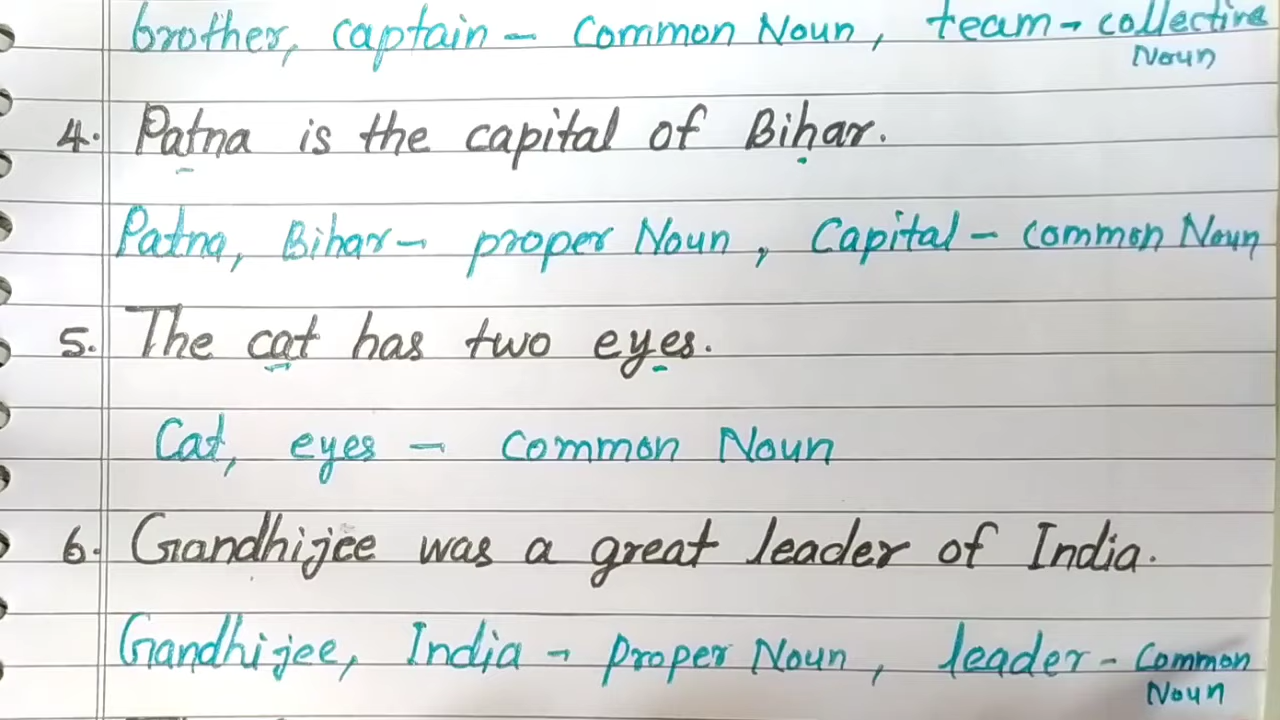 brother, captain - Common Noun, team - collective
Noun
4. Patna is the capital of Bihar.
Patna, Bihar - proper Noun, Capital - common Noun
5. The cat has two eyes.
Cat, eyes - Common Noun
6. Gandhijee was a great leader of India.
Gandhijee, India - Proper Noun, leader - Common
Noun